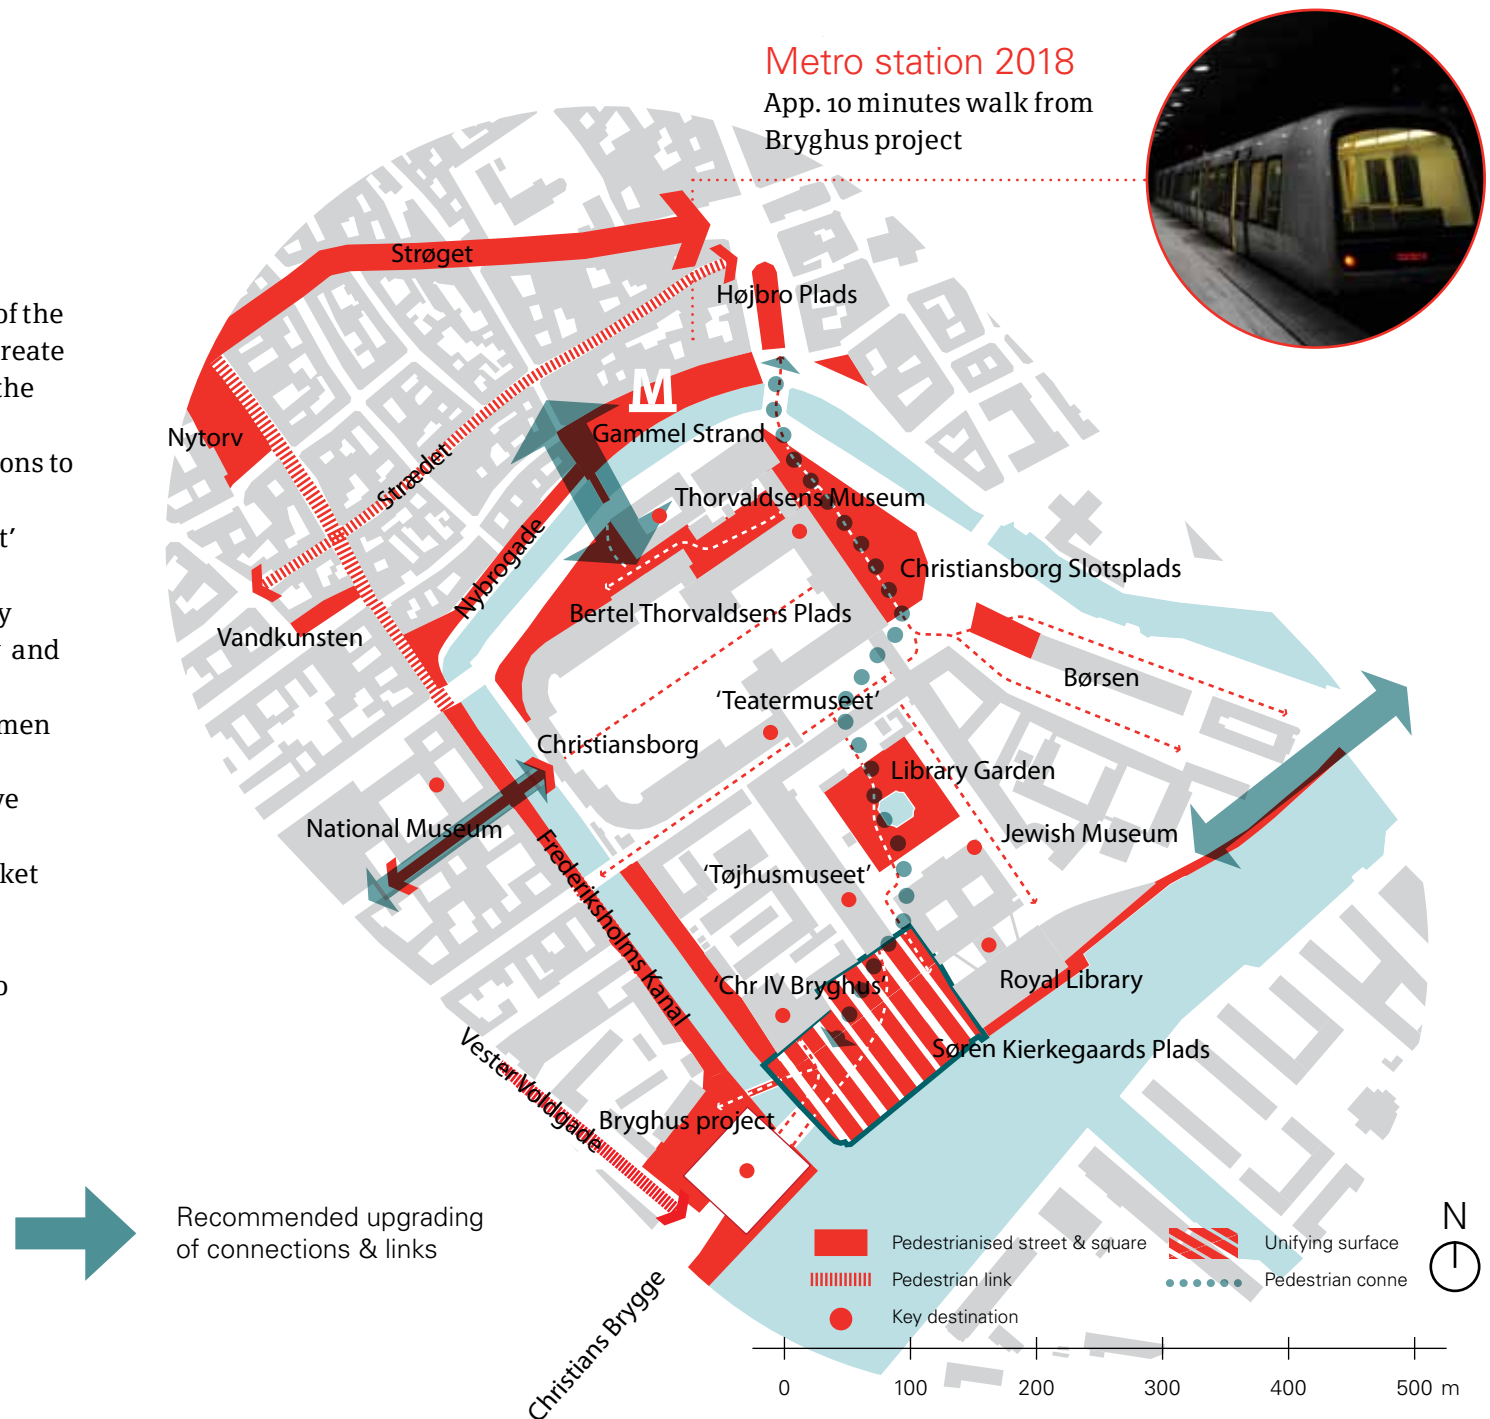 Metro station 2018
App. 10 minutes walk from
Bryghus project
of the
reate
the
ons to
t’
y
and
men
ve
ket
o
Strøget
Højbro Plads
M
Nytorv
Gammel Strand
Strædet
Thorvaldsens Museum
Nybrogade
Christiansborg Slotsplads
Bertel Thorvaldsens Plads
Vandkunsten
Børsen
‘Teatermuseet’
Christiansborg
Library Garden
National Museum
Jewish Museum
Frederiksholms Kanal
‘Tøjhusmuseet’
‘Chr IV Bryghus’
Royal Library
Søren Kierkegaards Plads
Vester Voldgade
Bryghus project
Christians Brygge
Recommended upgrading
of connections & links
Pedestrianised street & square
Unifying surface
Pedestrian link
Pedestrian conne
Key destination
N
0 100 200 300 400 500 m